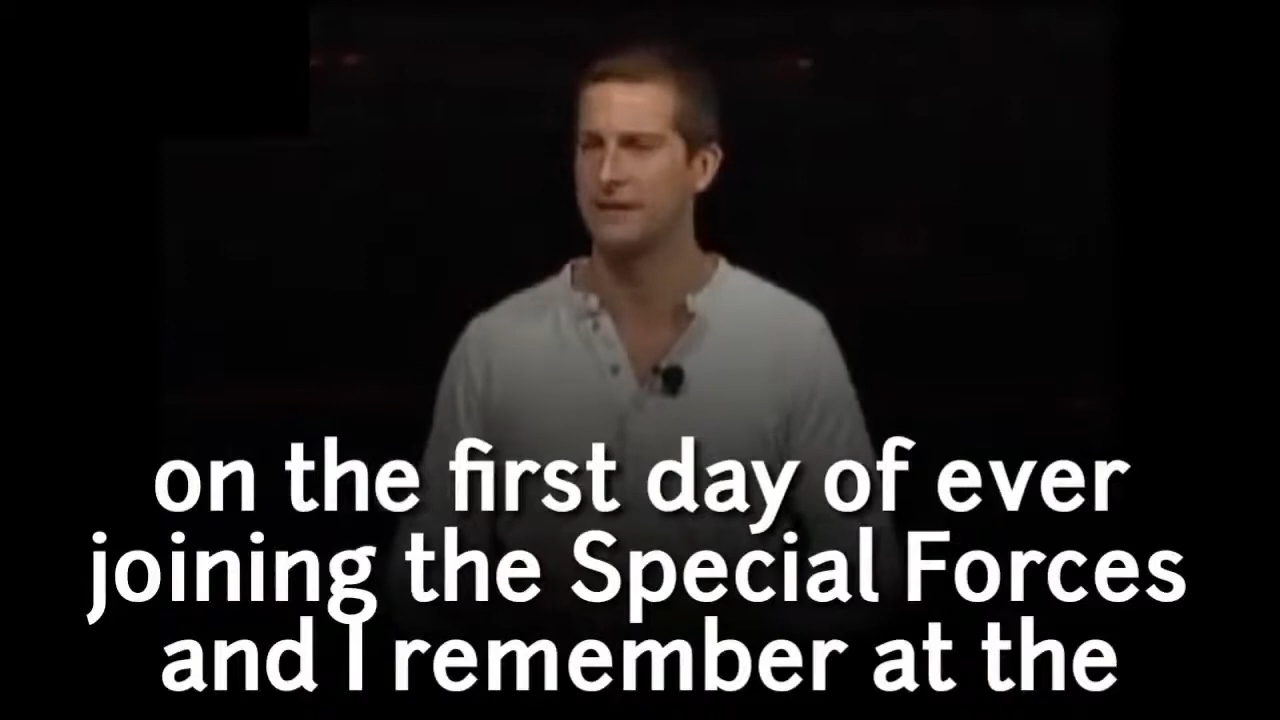 on the first day of ever
joining the Special Forces
and I remember at the